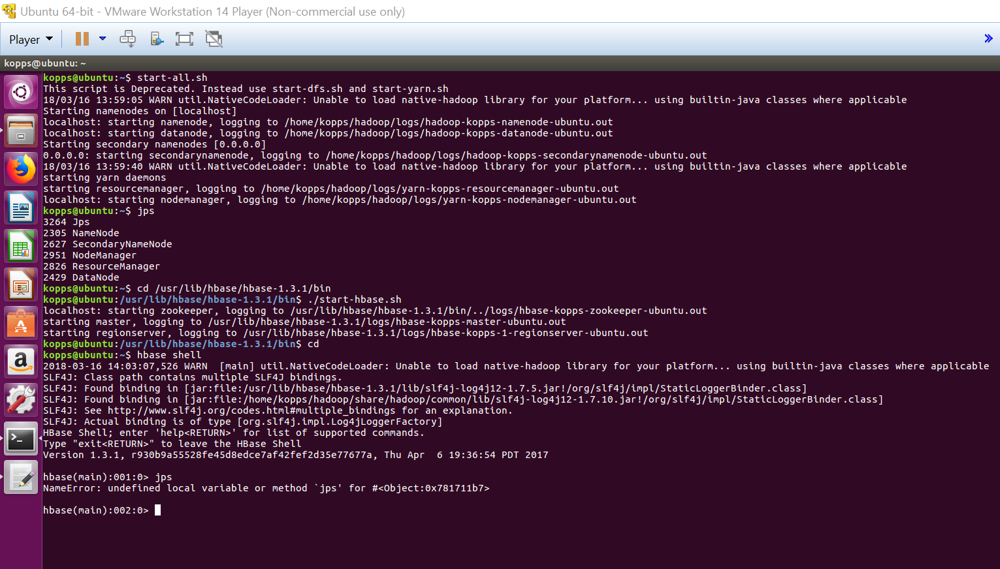 Ubuntu 64-bit - VMware Workstation 14 Player (Non-commercial use only)
Player
kopps@ubuntu: ~
kopps@ubuntu:~$ start-all.sh
This script is Deprecated. Instead use start-dfs.sh and start-yarn.sh
18/03/16 13:59:05 WARN util.NativeCodeLoader: Unable to load native-hadoop library for your platform... using builtin-java classes where applicable
Starting namenodes on [localhost]
localhost: starting namenode, logging to /home/kopps/hadoop/logs/hadoop-kopps-namenode-ubuntu.out
localhost: starting datanode, logging to /home/kopps/hadoop/logs/hadoop-kopps-datanode-ubuntu.out
Starting secondary namenodes [0.0.0.0]
0.0.0.0: starting secondarynamenode, logging to /home/kopps/hadoop/logs/hadoop-kopps-secondarynamenode-ubuntu.out
18/03/16 13:59:40 WARN util.NativeCodeLoader: Unable to load native-hadoop library for your platform... using builtin-java classes where applicable
starting yarn daemons
starting resourcemanager, logging to /home/kopps/hadoop/logs/yarn-kopps-resourcemanager-ubuntu.out
localhost: starting nodemanager, logging to /home/kopps/hadoop/logs/yarn-kopps-nodemanager-ubuntu.out
kopps@ubuntu:~$ jps
3264 Jps
2305 NameNode
2627 SecondaryNameNode
2951 NodeManager
2826 ResourceManager
2429 DataNode
kopps@ubuntu:~$ cd /usr/lib/hbase/hbase-1.3.1/bin
kopps@ubuntu:/usr/lib/hbase/hbase-1.3.1/bin$ ./start-hbase.sh
localhost: starting zookeeper, logging to /usr/lib/hbase/hbase-1.3.1/bin/../logs/hbase-kopps-zookeeper-ubuntu.out
starting master, logging to /usr/lib/hbase/hbase-1.3.1/logs/hbase-kopps-master-ubuntu.out
starting regionserver, logging to /usr/lib/hbase/hbase-1.3.1/logs/hbase-kopps-1-regionserver-ubuntu.out
kopps@ubuntu:/usr/lib/hbase/hbase-1.3.1/bin$ cd
kopps@ubuntu:~$ hbase shell
2018-03-16 14:03:07,526 WARN  [main] util.NativeCodeLoader: Unable to load native-hadoop library for your platform... using builtin-java classes where applicable
SLF4J: Class path contains multiple SLF4J bindings.
SLF4J: Found binding in [jar:file:/usr/lib/hbase/hbase-1.3.1/lib/slf4j-log4j12-1.7.5.jar!/org/slf4j/impl/StaticLoggerBinder.class]
SLF4J: Found binding in [jar:file:/home/kopps/hadoop/share/hadoop/common/lib/slf4j-log4j12-1.7.10.jar!/org/slf4j/impl/StaticLoggerBinder.class]
SLF4J: See http://www.slf4j.org/codes.html#multiple_bindings for an explanation.
SLF4J: Actual binding is of type [org.slf4j.impl.Log4jLoggerFactory]
HBase Shell; enter 'help<RETURN>' for list of supported commands.
Type "exit<RETURN>" to leave the HBase Shell
Version 1.3.1, r930b9a55528fe45d8edce7af42fef2d35e77677a, Thu Apr  6 19:36:54 PDT 2017
hbase(main):001:0> jps
NameError: undefined local variable or method `jps' for #<Object:0x781711b7>
hbase(main):002:0>